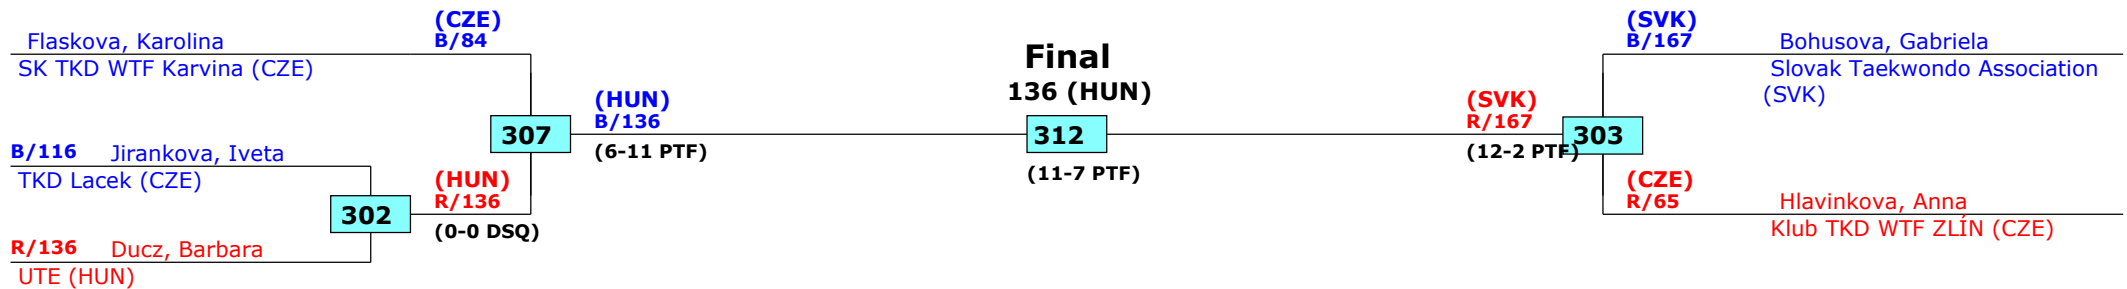 (CZE)
B/84
Flaskova, Karolina
SK TKD WTF Karvina (CZE)
B/116 Jirankova, Iveta
TKD Lacek (CZE)
302
R/136 Ducz, Barbara
UTE (HUN)
(HUN)
R/136
(0-0 DSQ)
307
(HUN)
B/136
(6-11 PTF)
Final
136 (HUN)
312
(11-7 PTF)
(SVK)
R/167
(12-2 PTF)
303
(SVK)
B/167
Bohusova, Gabriela
Slovak Taekwondo Association
(SVK)
(CZE)
R/65
Hlavinkova, Anna
Klub TKD WTF ZLÍN (CZE)